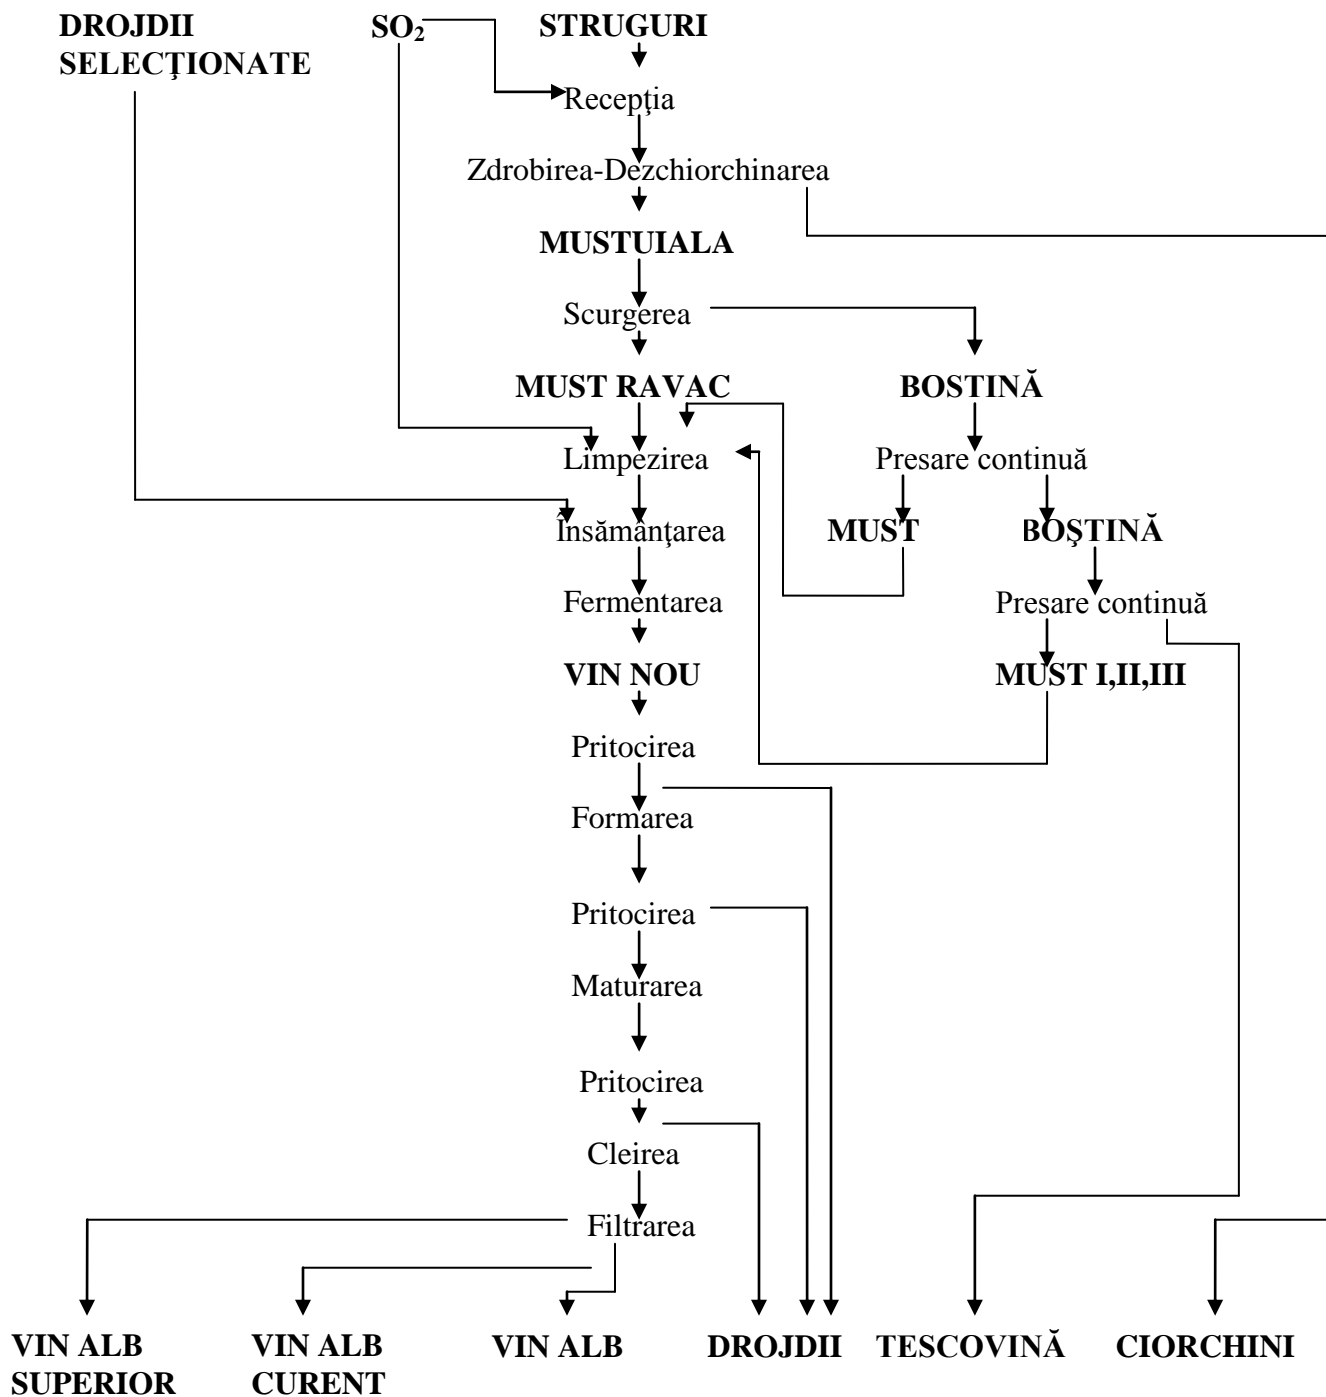 DROJDII
SELECŢIONATE
SO₂
STRUGURI
Recepţia
Zdrobirea-Dezchiorchinarea
MUSTUIALA
Scurgerea
MUST RAVAC
BOSTINĂ
Limpezirea
Presare continuă
Însămânţarea
MUST
BOŞTINĂ
Fermentarea
Presare continuă
VIN NOU
MUST I,II,III
Pritocirea
Formarea
Pritocirea
Maturarea
Pritocirea
Cleirea
Filtrarea
VIN ALB
SUPERIOR
VIN ALB
CURENT
VIN ALB
DROJDII
TESCOVINĂ
CIORCHINI